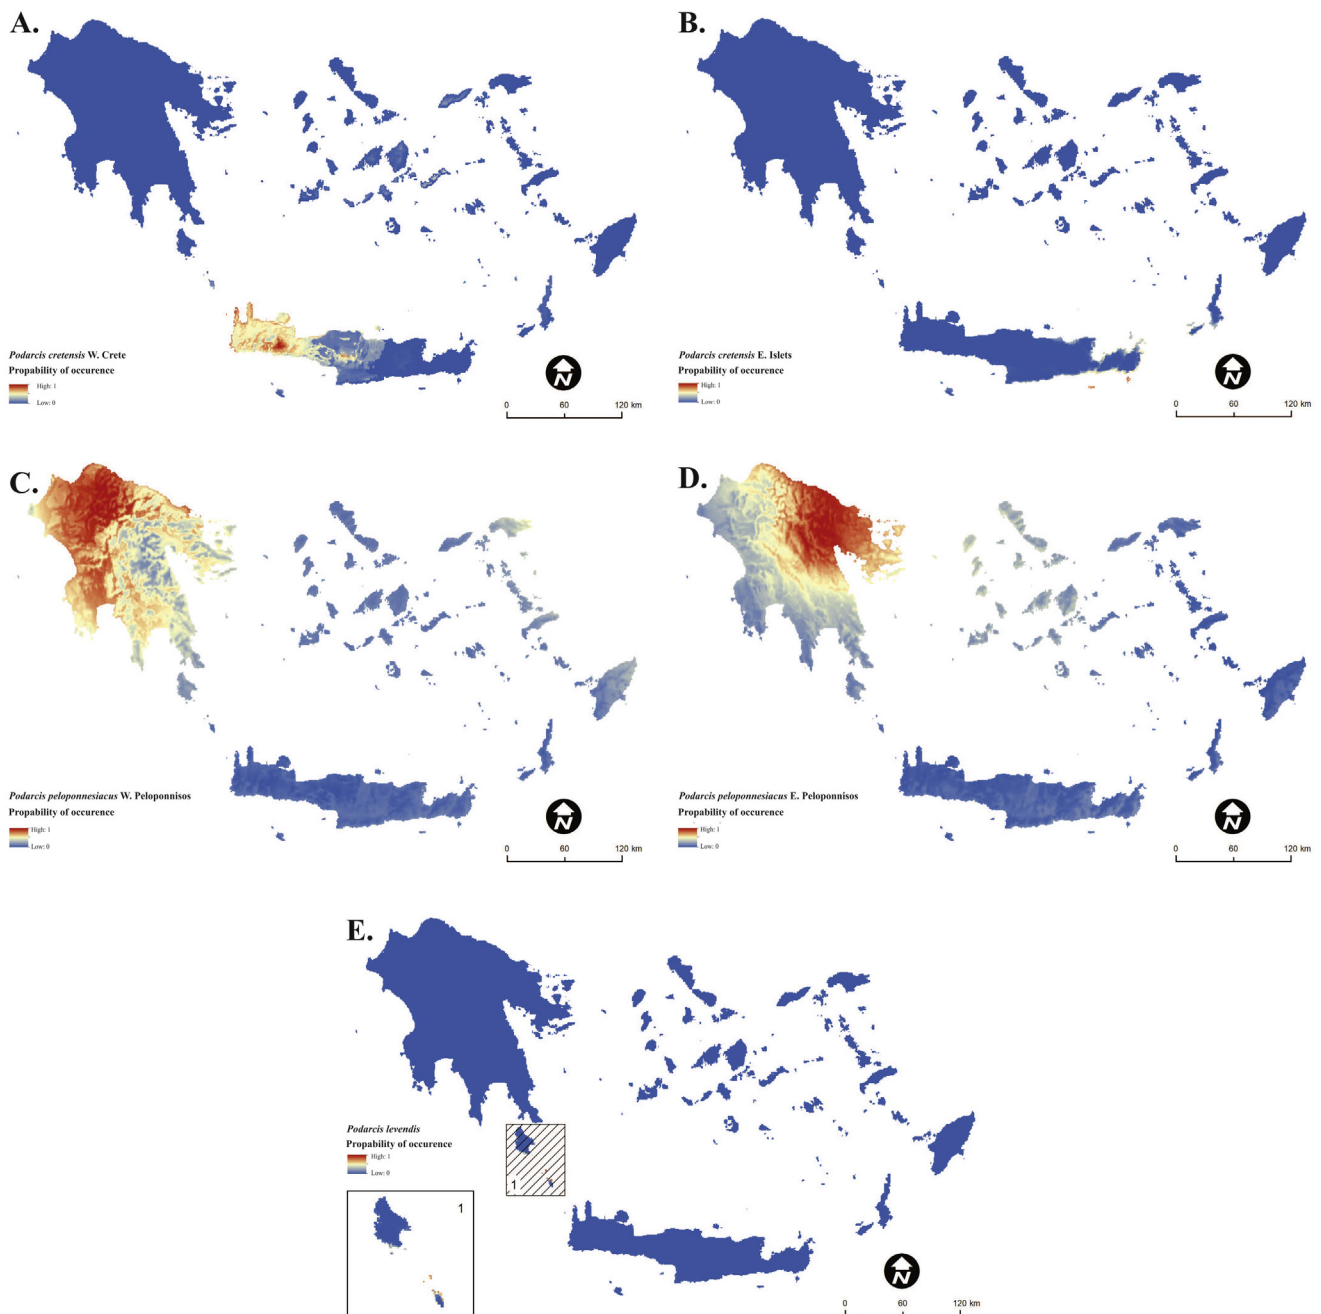 A.
Podarcis cretensis W. Crete
Propability of occurence
High: 1
Low: 0
N
0 60 120 km
B.
Podarcis cretensis E. Islets
Propability of occurence
High: 1
Low: 0
N
0 60 120 km
C.
Podarcis peloponnesiacus W. Peloponnisos
Propability of occurence
High: 1
Low: 0
N
0 60 120 km
D.
Podarcis peloponnesiacus E. Peloponnisos
Propability of occurence
High: 1
Low: 0
N
0 60 120 km
E.
Podarcis levendis
Propability of occurence
High: 1
Low: 0
1
1
N
0 60 120 km